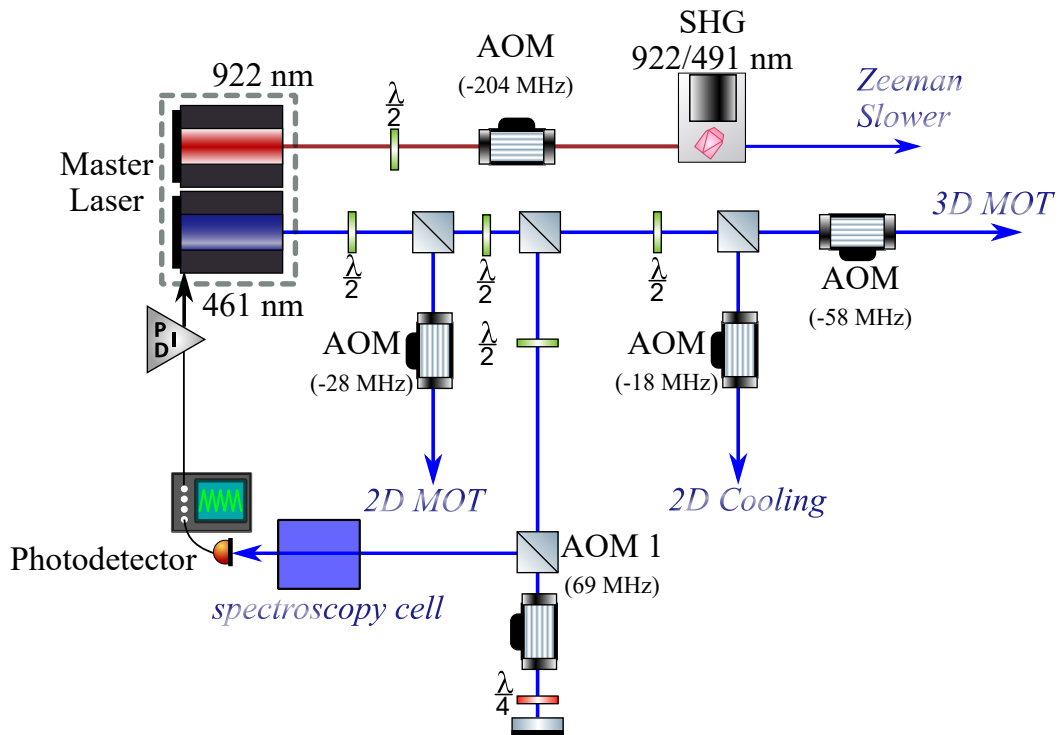 SHG
922/491 nm
AOM
(-204 MHz)
922 nm
λ/2
Zeeman
Slower
Master
Laser
3D MOT
461 nm
λ/2
λ/2
λ/2
AOM
(-58 MHz)
P I D
AOM
(-28 MHz)
λ/2
AOM
(-18 MHz)
2D MOT
2D Cooling
Photodetector
AOM 1
(69 MHz)
spectroscopy cell
λ/4